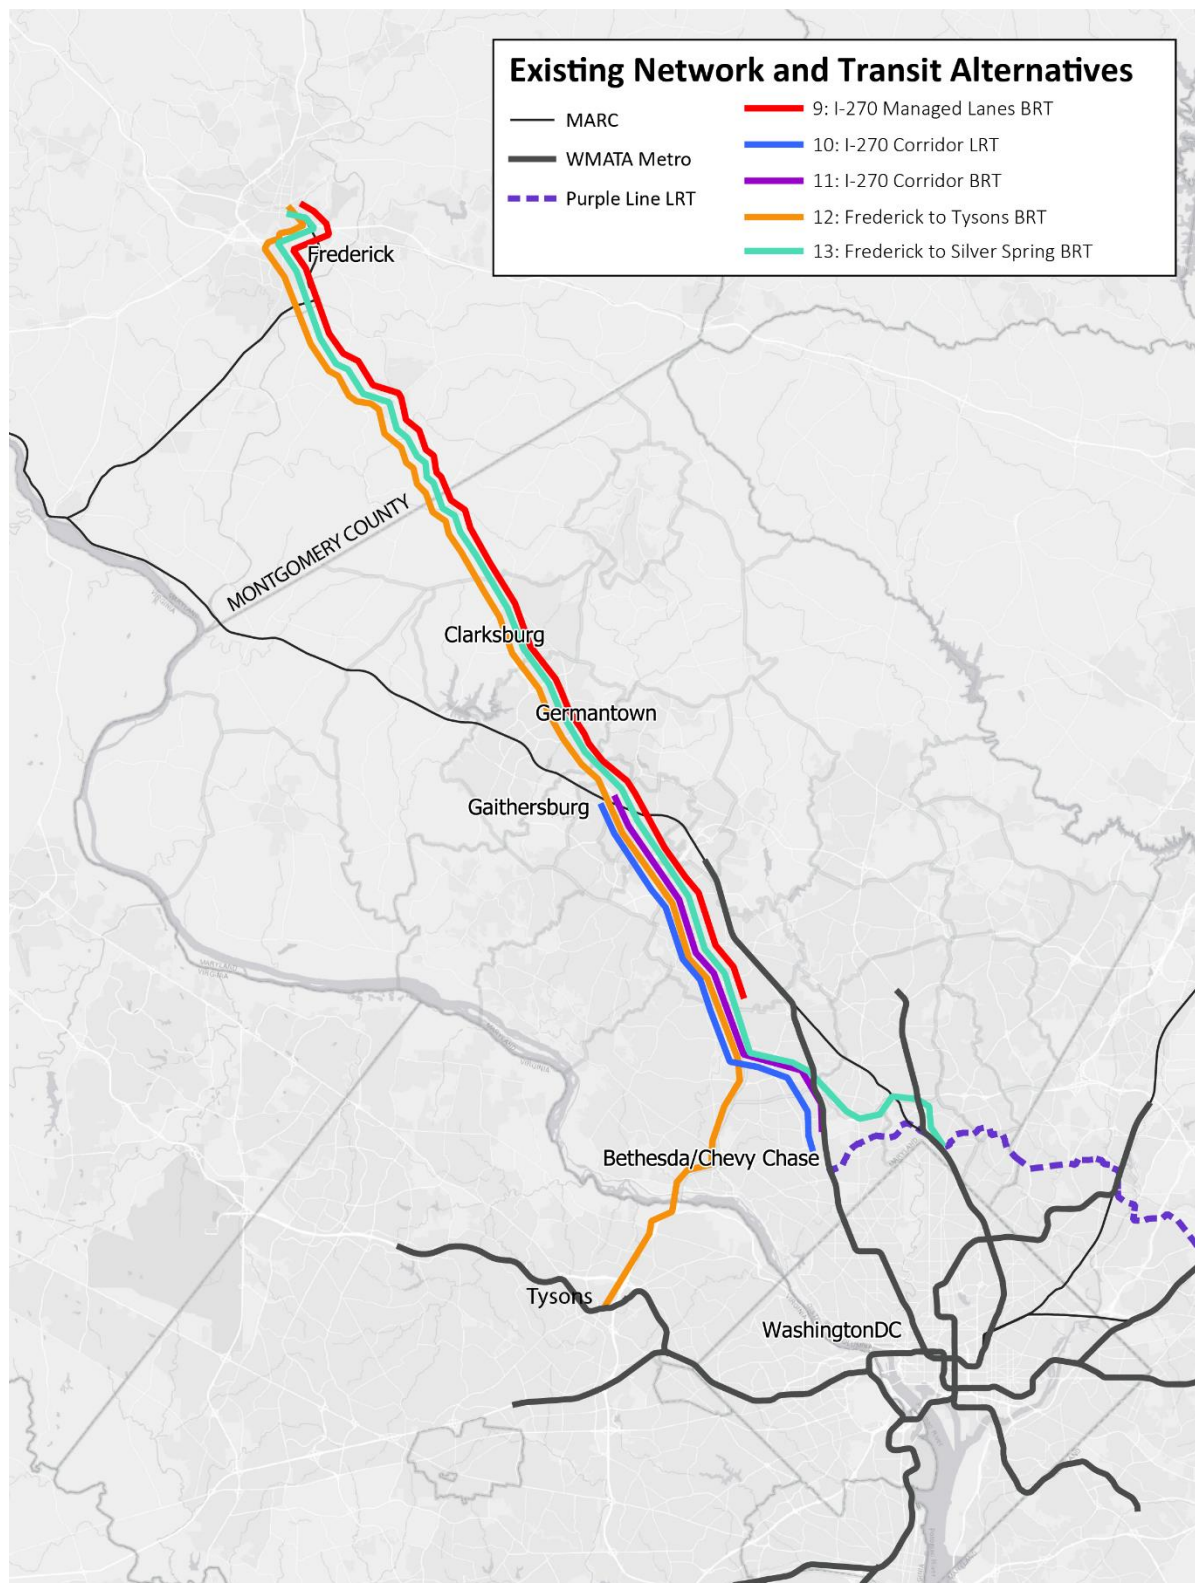 Existing Network and Transit Alternatives
MARC
WMATA Metro
Purple Line LRT
9: I-270 Managed Lanes BRT
10: I-270 Corridor LRT
11: I-270 Corridor BRT
12: Frederick to Tysons BRT
13: Frederick to Silver Spring BRT
Frederick
MONTGOMERY COUNTY
Clarksburg
Germantown
Gaithersburg
MARYLAND
VIRGINIA
Bethesda/Chevy Chase
Tysons
WashingtonDC